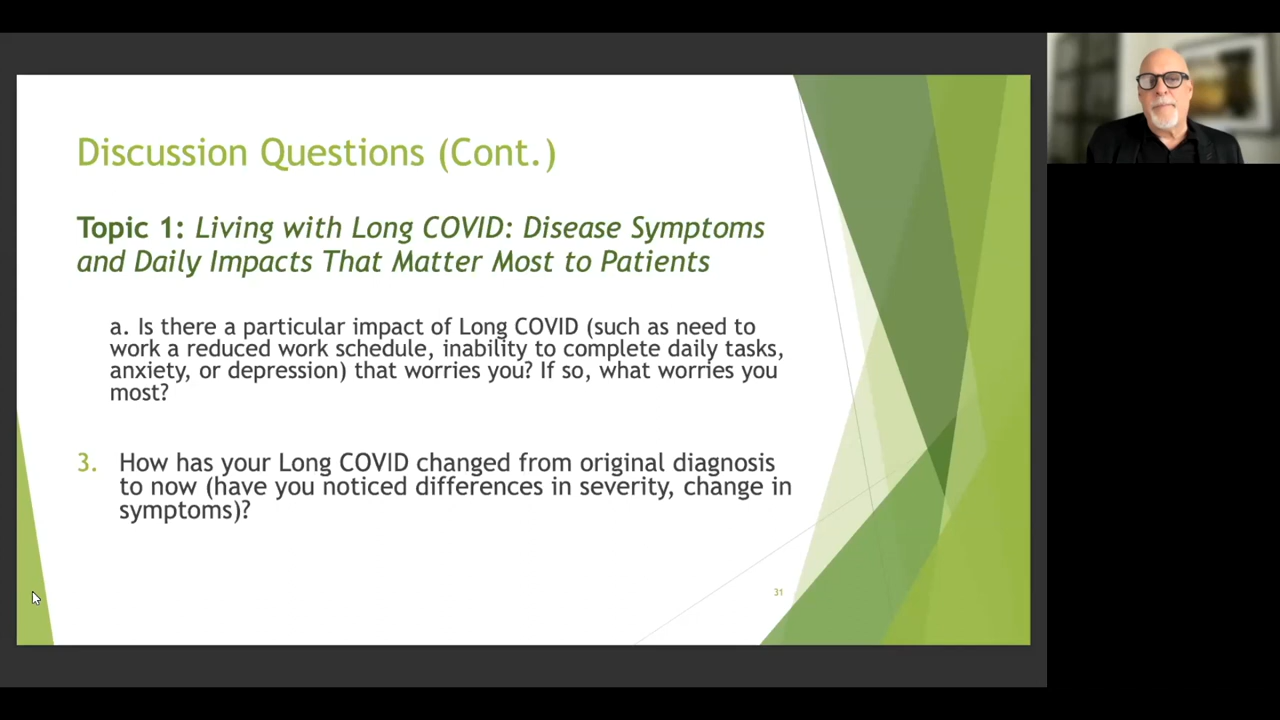 Discussion Questions (Cont.)
Topic 1: Living with Long COVID: Disease Symptoms
and Daily Impacts That Matter Most to Patients
a. Is there a particular impact of Long COVID (such as need to
work a reduced work schedule, inability to complete daily tasks,
anxiety, or depression) that worries you? If so, what worries you
most?
3. How has your Long COVID changed from original diagnosis
to now (have you noticed differences in severity, change in
symptoms)?
31